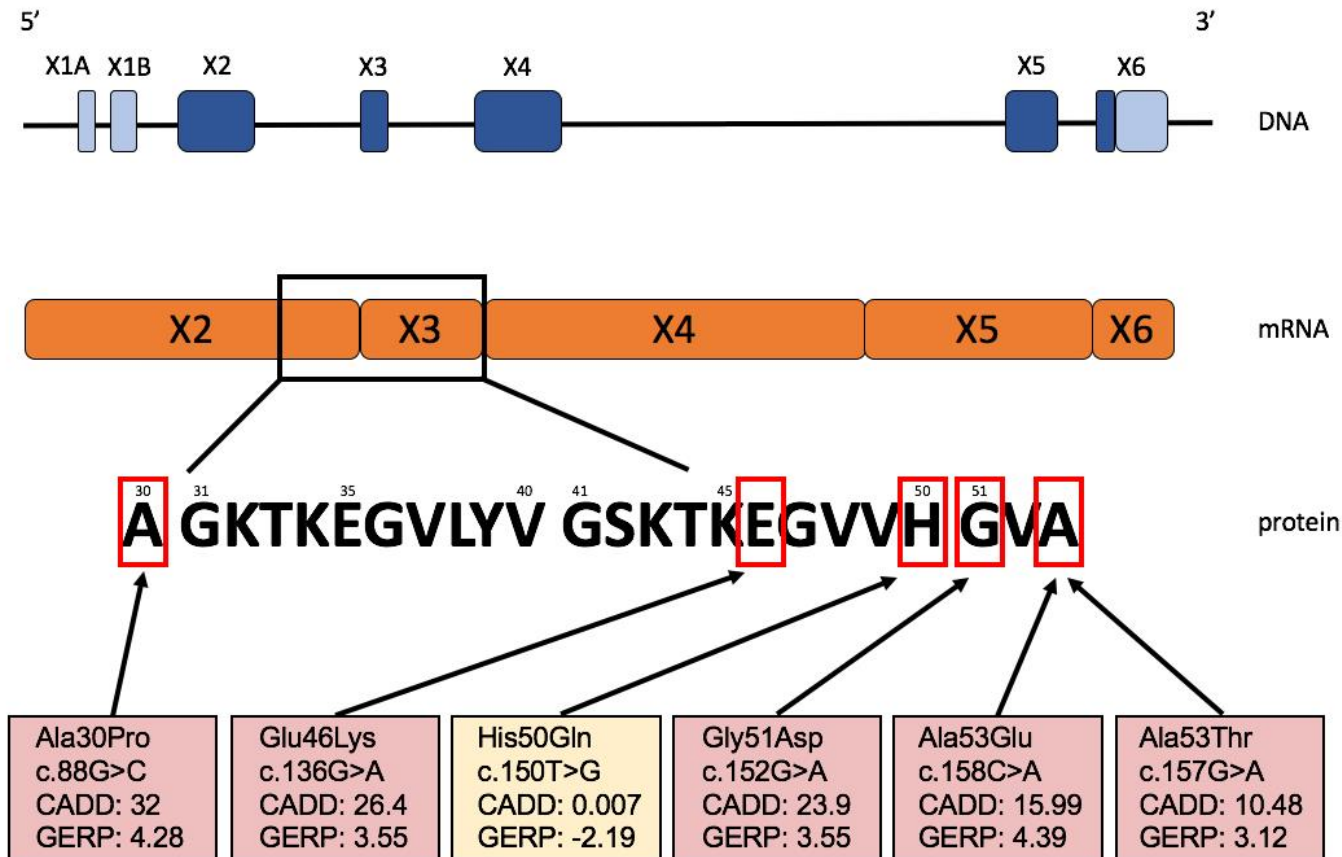 5’ 3’
X1A X1B X2 X3 X4 X5 X6
DNA
X2 X3 X4 X5 X6 mRNA
30 31 35 40 41 45 50 51
A GKTKEGVLYV GSKTKEGVVH GVA protein
Ala30Pro
c.88G>C
CADD: 32
GERP: 4.28
Glu46Lys
c.136G>A
CADD: 26.4
GERP: 3.55
His50Gln
c.150T>G
CADD: 0.007
GERP: -2.19
Gly51Asp
c.152G>A
CADD: 23.9
GERP: 3.55
Ala53Glu
c.158C>A
CADD: 15.99
GERP: 4.39
Ala53Thr
c.157G>A
CADD: 10.48
GERP: 3.12